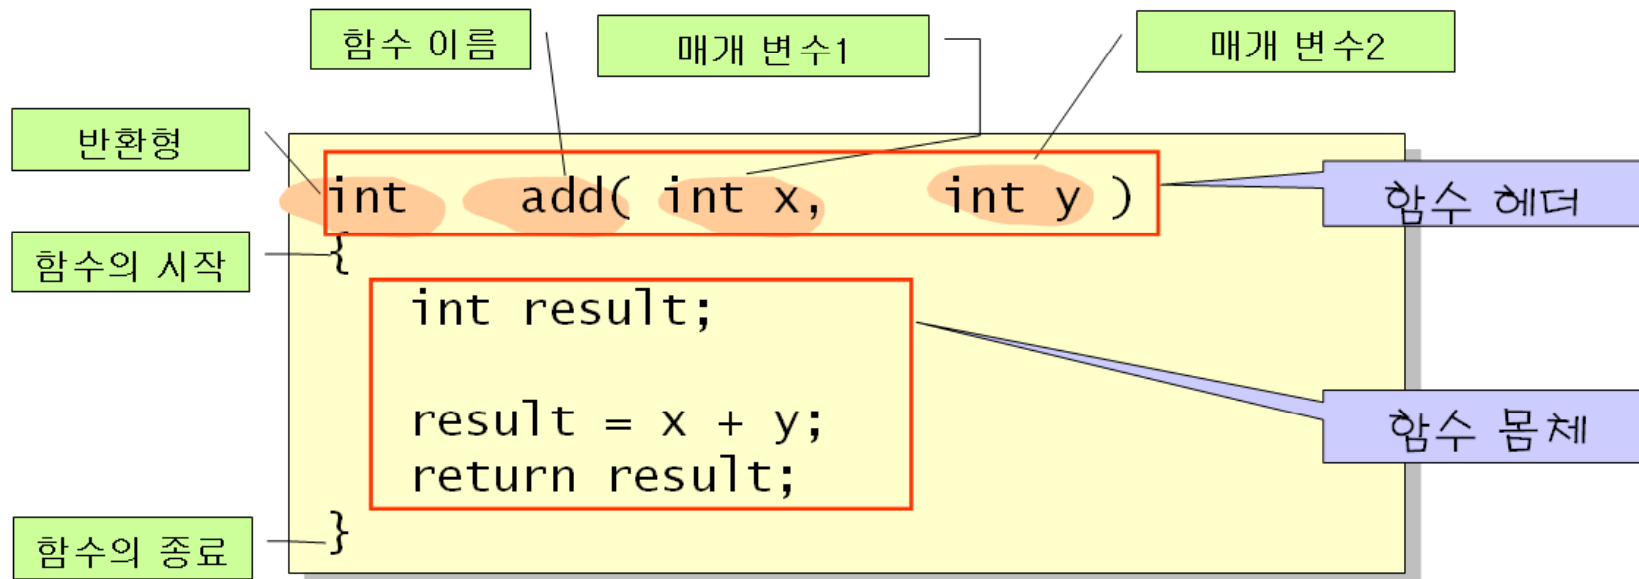 함수 이름
매개 변수1
매개 변수2
반환형
int add( int x, int y )
함수 헤더
함수의 시작
{
int result;
result = x + y;
함수 몸체
return result;
}
함수의 종료